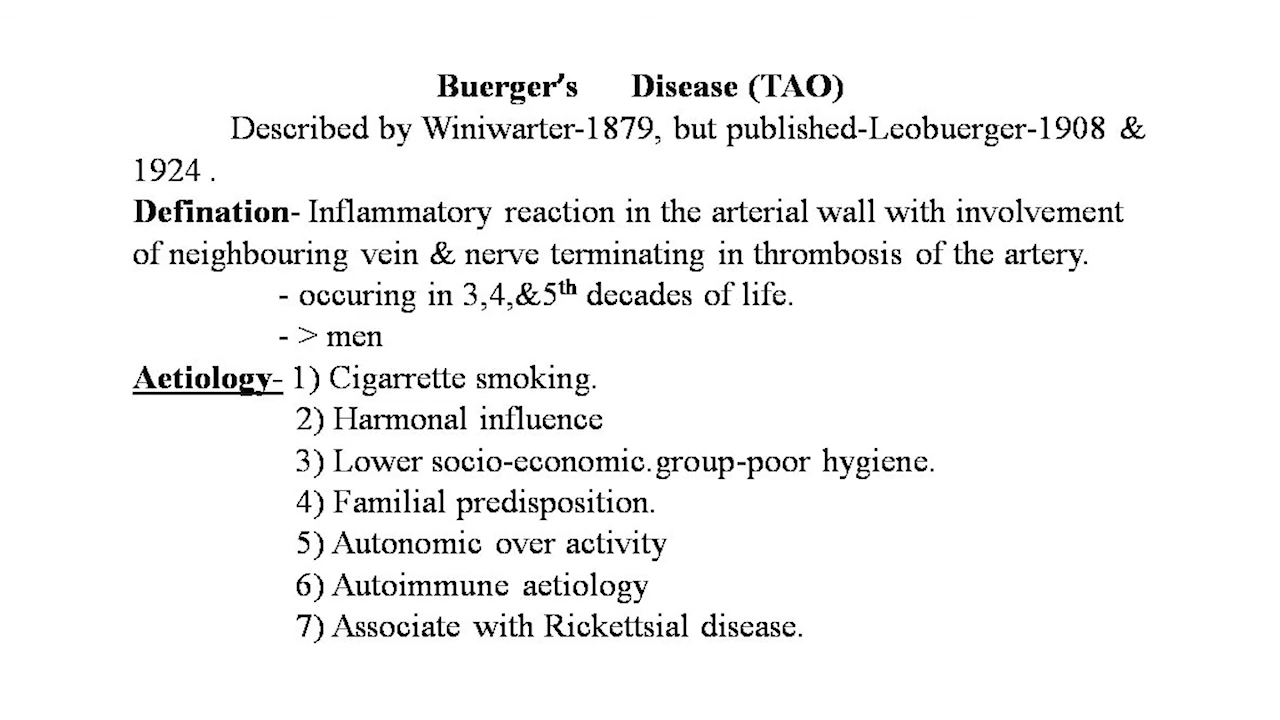 Buerger's Disease (TAO)
Described by Winiwarter-1879, but published-Leobuerger-1908 &
1924 .
Defination- Inflammatory reaction in the arterial wall with involvement
of neighbouring vein & nerve terminating in thrombosis of the artery.
- occuring in 3,4,&5th decades of life.
- > men
Aetiology- 1) Cigarrette smoking.
2) Harmonal influence
3) Lower socio-economic.group-poor hygiene.
4) Familial predisposition.
5) Autonomic over activity
6) Autoimmune aetiology
7) Associate with Rickettsial disease.